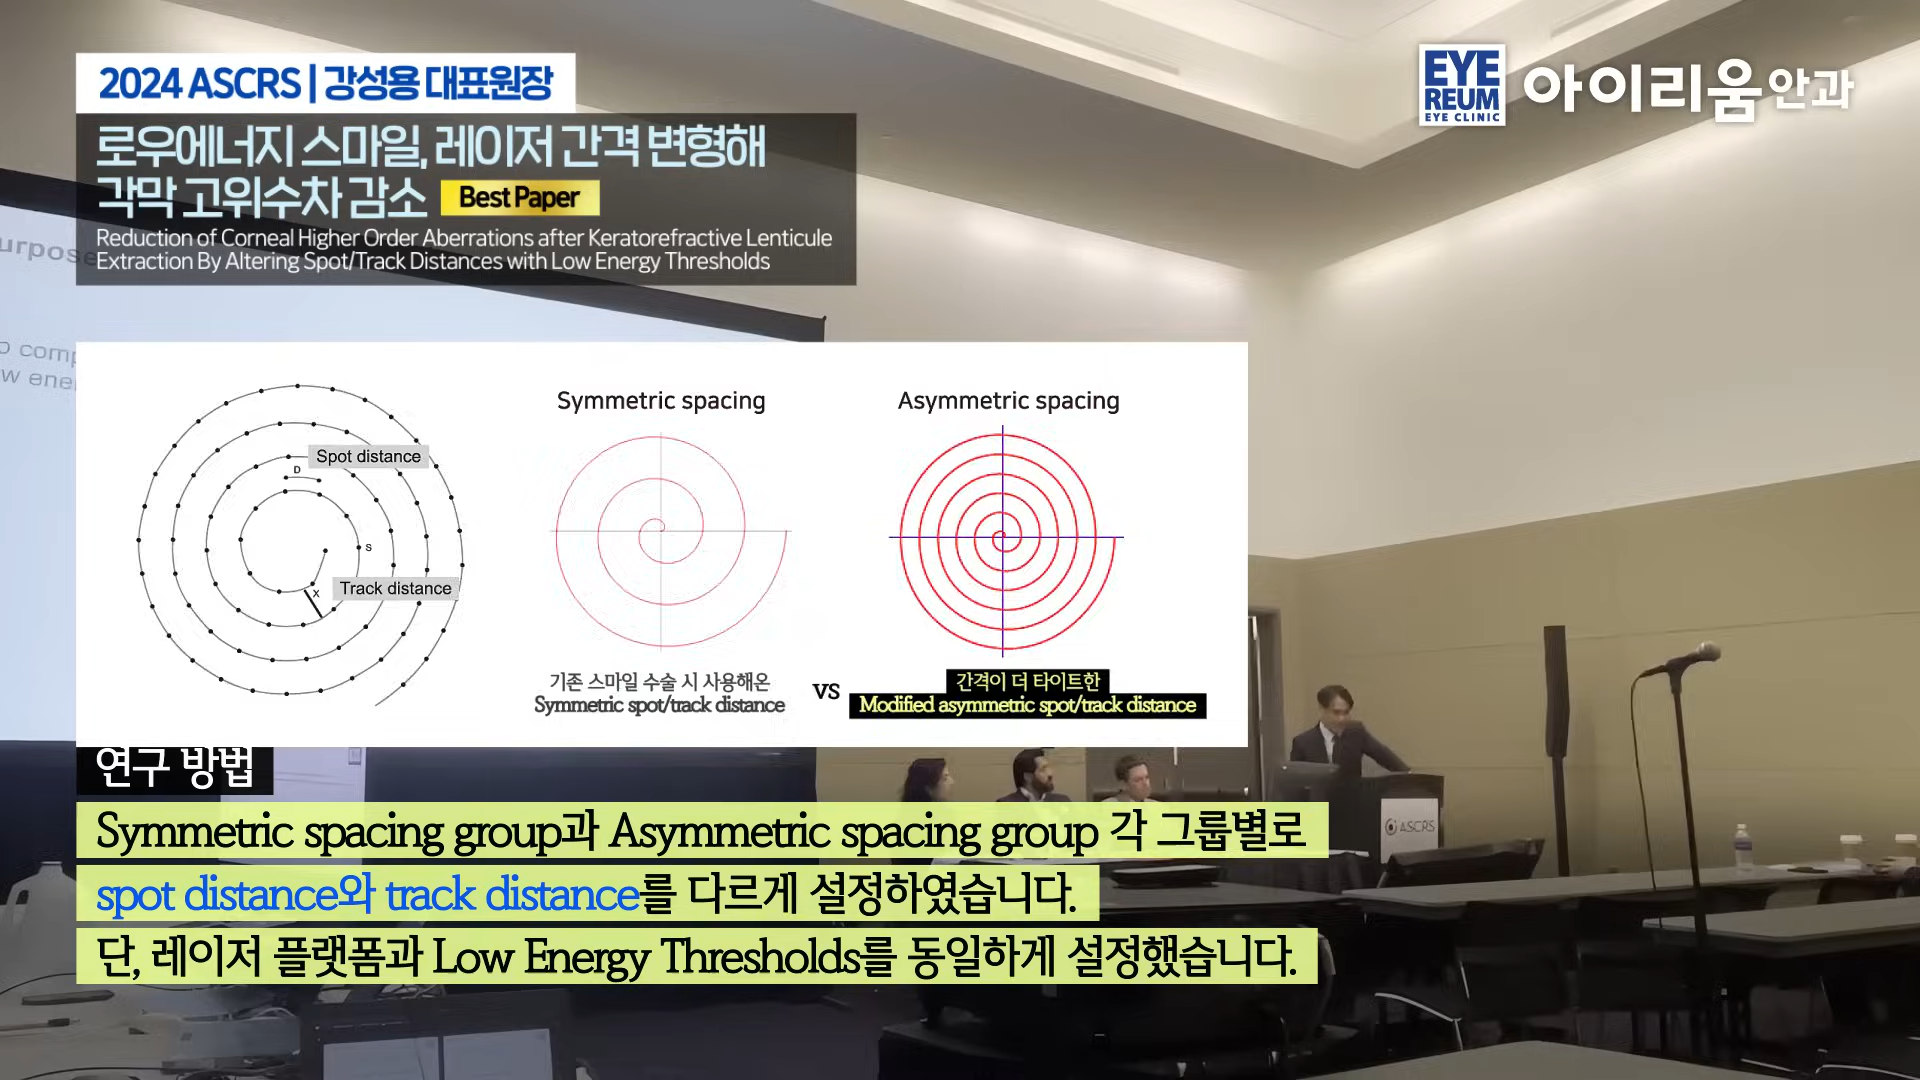 2024 ASCRS | 강성용 대표원장
EYE
REUM
EYE CLINIC
아이리움안과
로우에너지 스마일, 레이저 간격 변형해
각막 고위수차 감소 Best Paper
Reduction of Corneal Higher Order Aberrations after Keratorefractive Lenticule
Extraction By Altering Spot/Track Distances with Low Energy Thresholds
Symmetric spacing
Asymmetric spacing
Spot distance
D
S
Track distance
X
기존 스마일 수술 시 사용해온
Symmetric spot/track distance
VS
간격이 더 타이트한
Modified asymmetric spot/track distance
연구 방법
Symmetric spacing group과 Asymmetric spacing group 각 그룹별로
spot distance와 track distance를 다르게 설정하였습니다.
단, 레이저 플랫폼과 Low Energy Thresholds를 동일하게 설정했습니다.
ASCRS